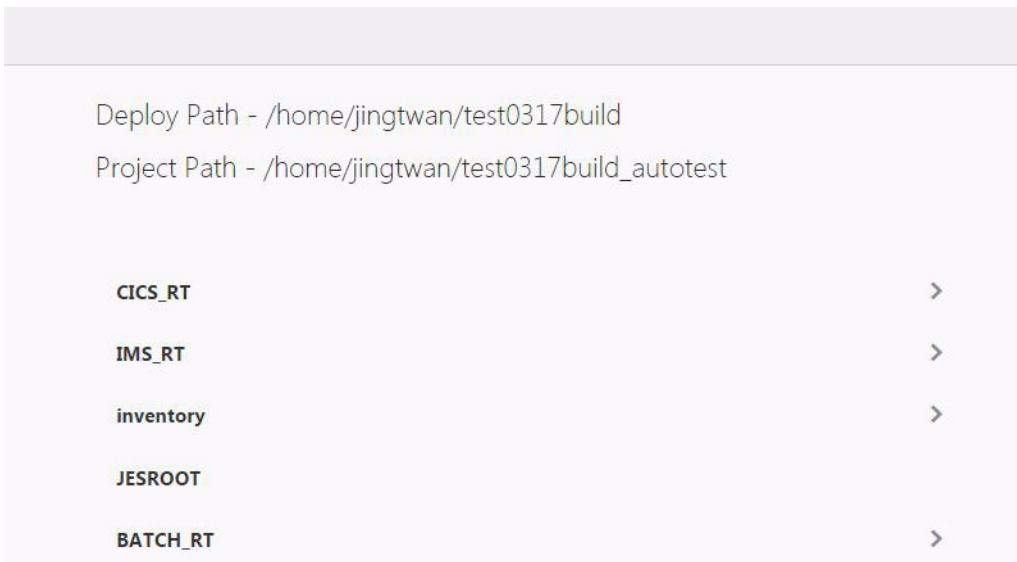 Deploy Path - /home/jingtwan/test0317build
Project Path - /home/jingtwan/test0317build_autotest
CICS_RT
IMS_RT
inventory
JESROOT
BATCH_RT